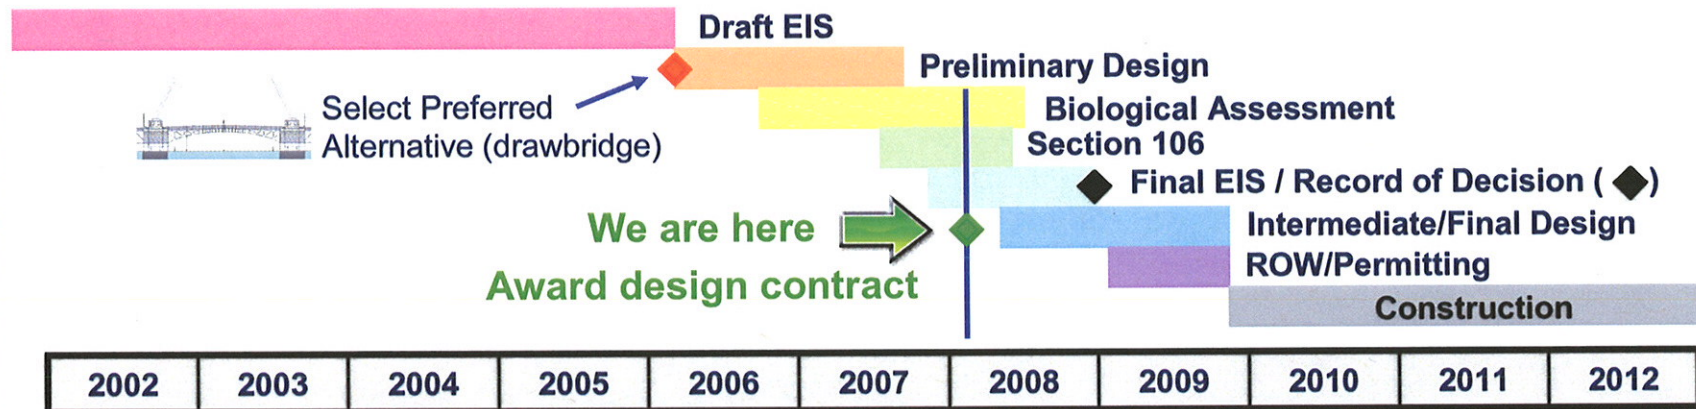 Draft EIS
Preliminary Design
Select Preferred
Alternative (drawbridge)
Biological Assessment
Section 106
Final EIS / Record of Decision ( ◆)
We are here
Intermediate/Final Design
Award design contract
ROW/Permitting
Construction
2002 2003 2004 2005 2006 2007 2008 2009 2010 2011 2012